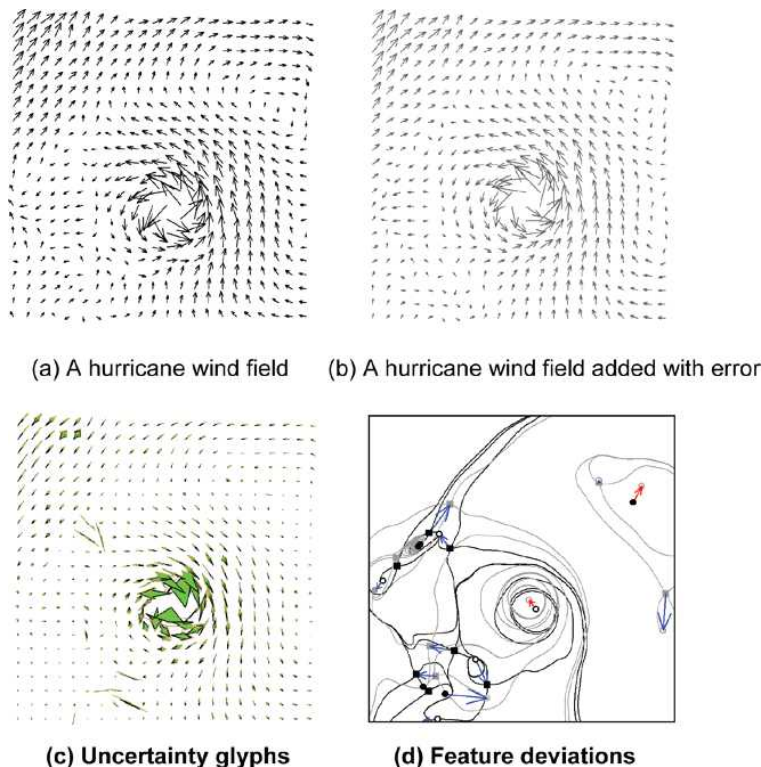 (a) A hurricane wind field
(b) A hurricane wind field added with error
(c) Uncertainty glyphs
(d) Feature deviations